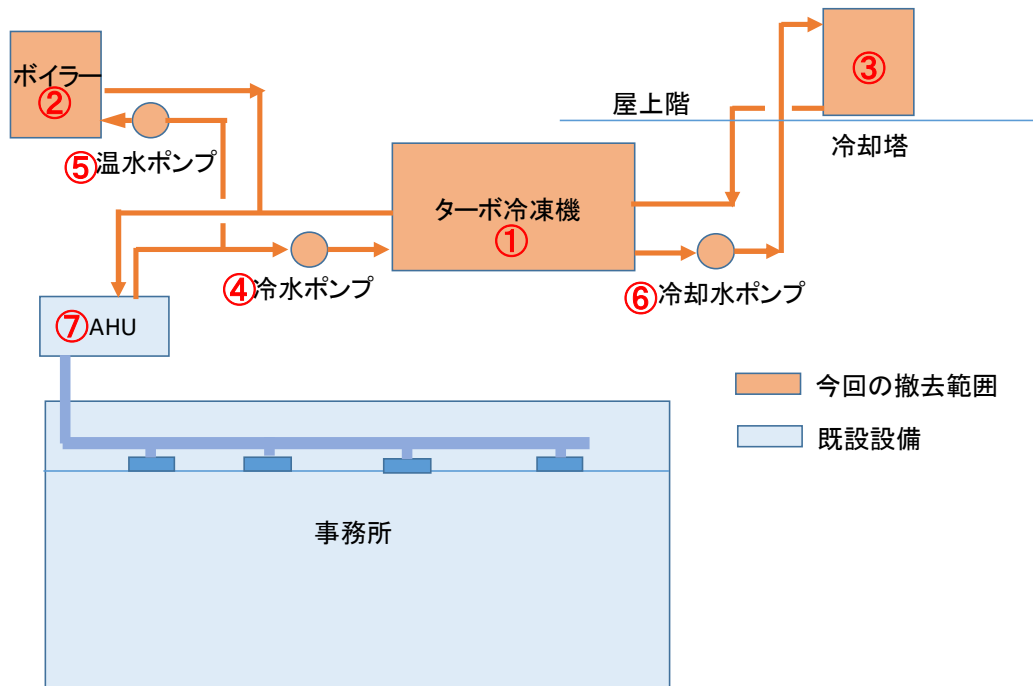 ボイラー
②
⑤温水ポンプ
屋上階
③
冷却塔
ターボ冷凍機
①
④冷水ポンプ
⑥冷却水ポンプ
⑦AHU
今回の撤去範囲
既設設備
事務所